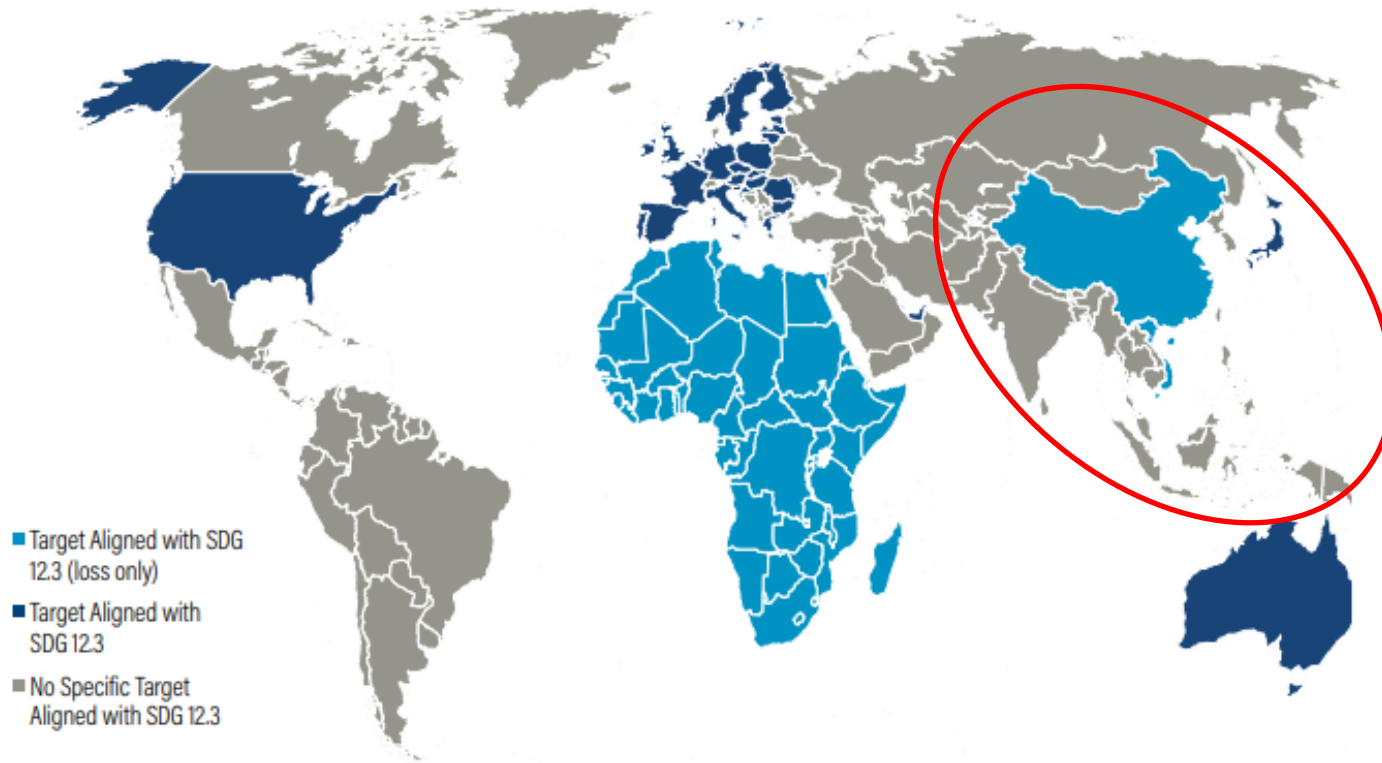 Target Aligned with SDG
12.3 (loss only)
Target Aligned with
SDG 12.3
No Specific Target
Aligned with SDG 12.3